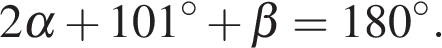 2α + 101° + β = 180°.